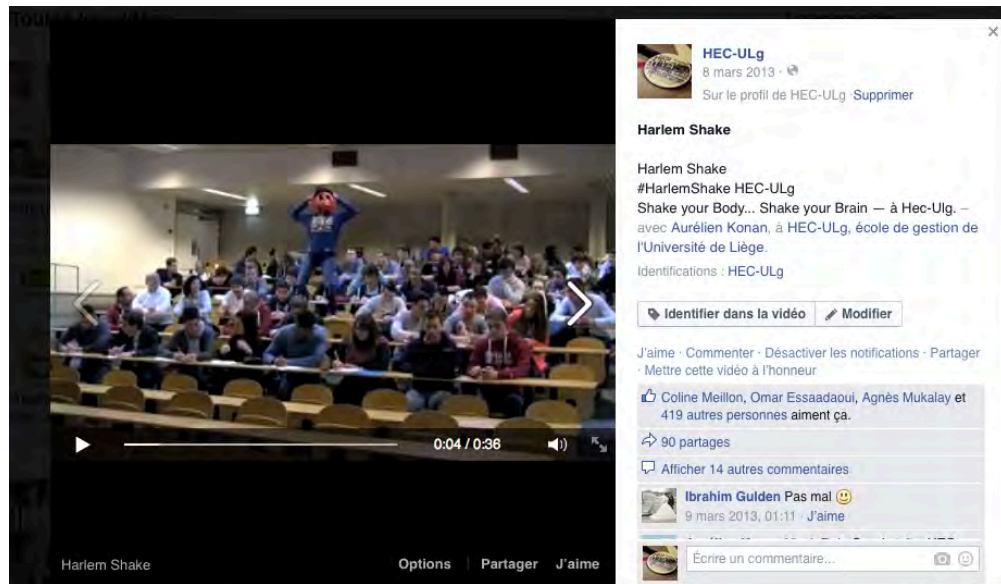 HEC-ULg
8 mars 2013 ·
Sur le profil de HEC-ULg · Supprimer
Harlem Shake
Harlem Shake
#HarlemShake HEC-ULg
Shake your Body... Shake your Brain — à Hec-Ulg. –
avec Aurélien Konan, à HEC-ULg, école de gestion de
l'Université de Liège.
Identifications : HEC-ULg
Identifier dans la vidéo
Modifier
J'aime · Commenter · Désactiver les notifications · Partager
· Mettre cette vidéo à l'honneur
Coline Meillon, Omar Essaadaoui, Agnès Mukalay et
419 autres personnes aiment ça.
90 partages
Afficher 14 autres commentaires
Ibrahim Gulden Pas mal
9 mars 2013, 01:11 · J'aime
Écrire un commentaire...
0:04 / 0:36
Harlem Shake
Options
Partager
J'aime